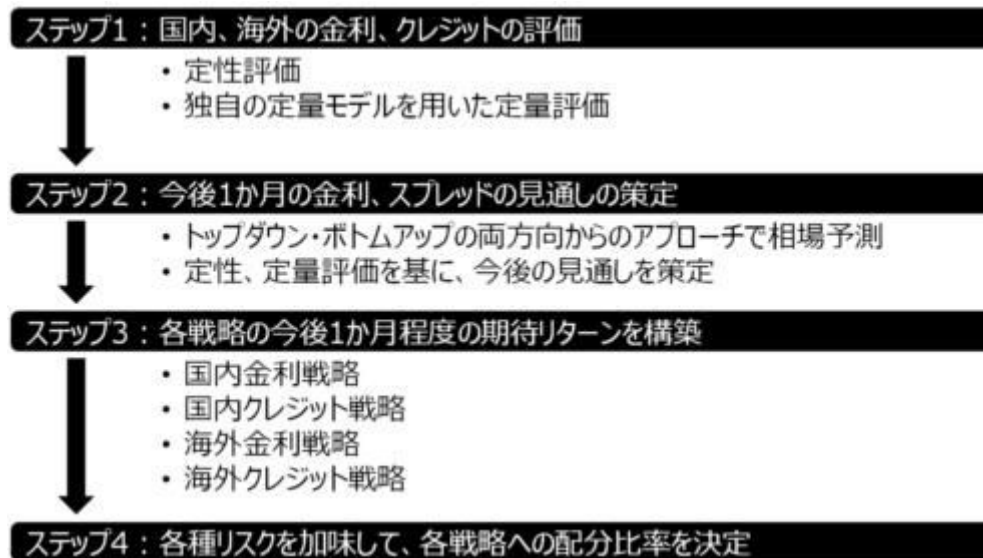 ステップ1：国内、海外の金利、クレジットの評価
・定性評価
・独自の定量モデルを用いた定量評価
ステップ2：今後1か月の金利、スプレッドの見通しの策定
・トップダウン・ボトムアップの両方向からのアプローチで相場予測
・定性、定量評価を基に、今後の見通しを策定
ステップ3：各戦略の今後1か月程度の期待リターンを構築
・国内金利戦略
・国内クレジット戦略
・海外金利戦略
・海外クレジット戦略
ステップ4：各種リスクを加味して、各戦略への配分比率を決定